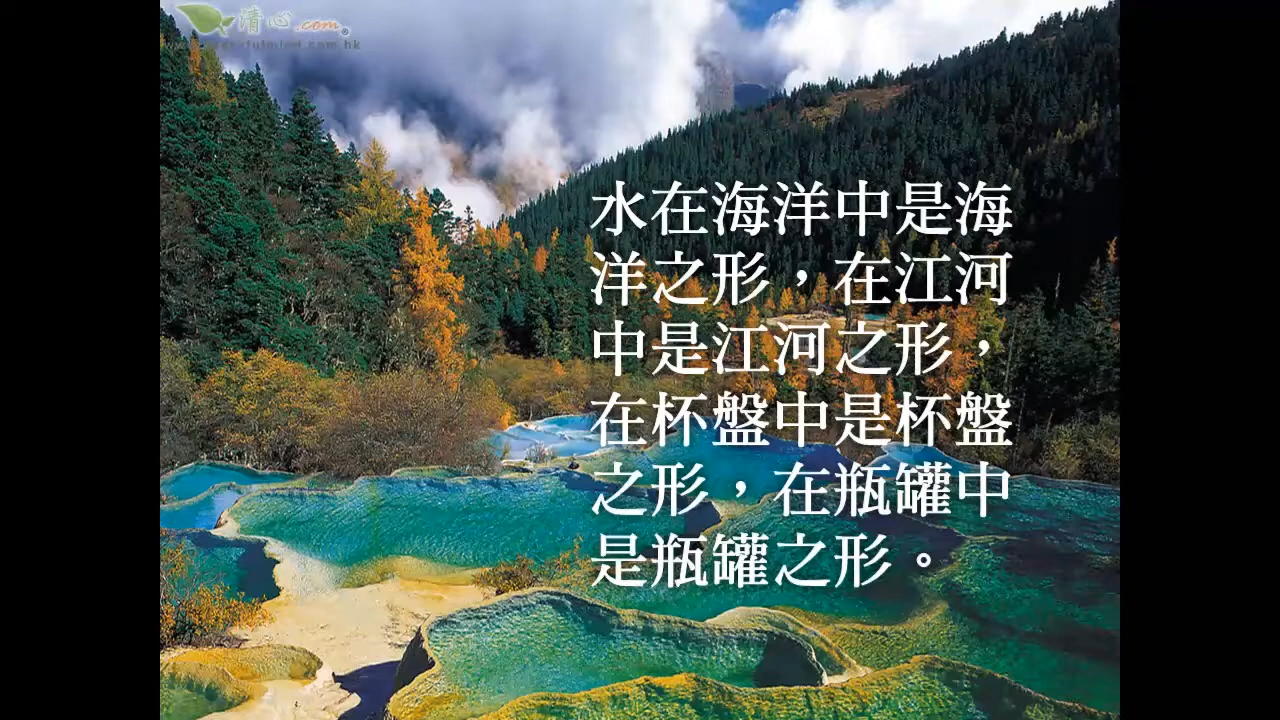 清心.com
水在海洋中是海
洋之形，在江河
中是江河之形，
在杯盤中是杯盤
之形，在瓶罐中
是瓶罐之形。